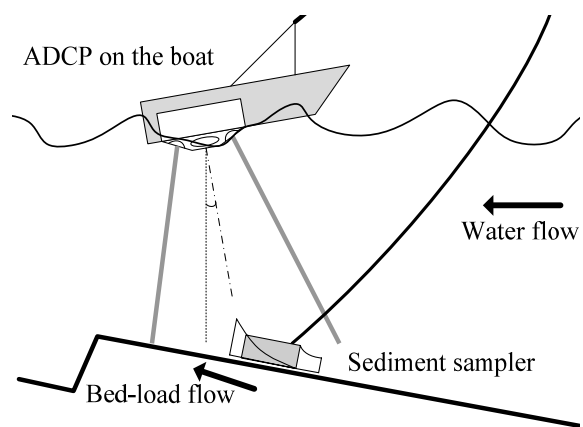 ADCP on the boat
Water flow
Sediment sampler
Bed-load flow